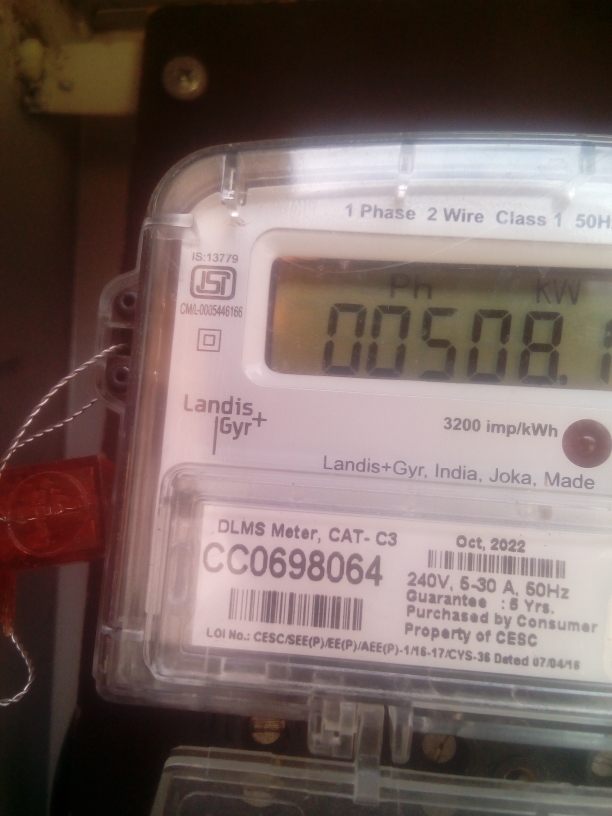 1 Phase 2 Wire Class 1 50H
IS:13779
ISI
CM/L-0005446166
Ph kW
00508.1
Landis
Gyr+
3200 imp/kWh
Landis+Gyr, India, Joka, Made
DLMS Meter, CAT- C3
CC0698064
LOI No.: CESC/SEE(P)/EE(P)/AEE(P)-1/16-17/CYS-36 Dated 07/04/16
Oct, 2022
240V, 5-30 A, 50Hz
Guarantee : 5 Yrs.
Purchased by Consumer
Property of CESC